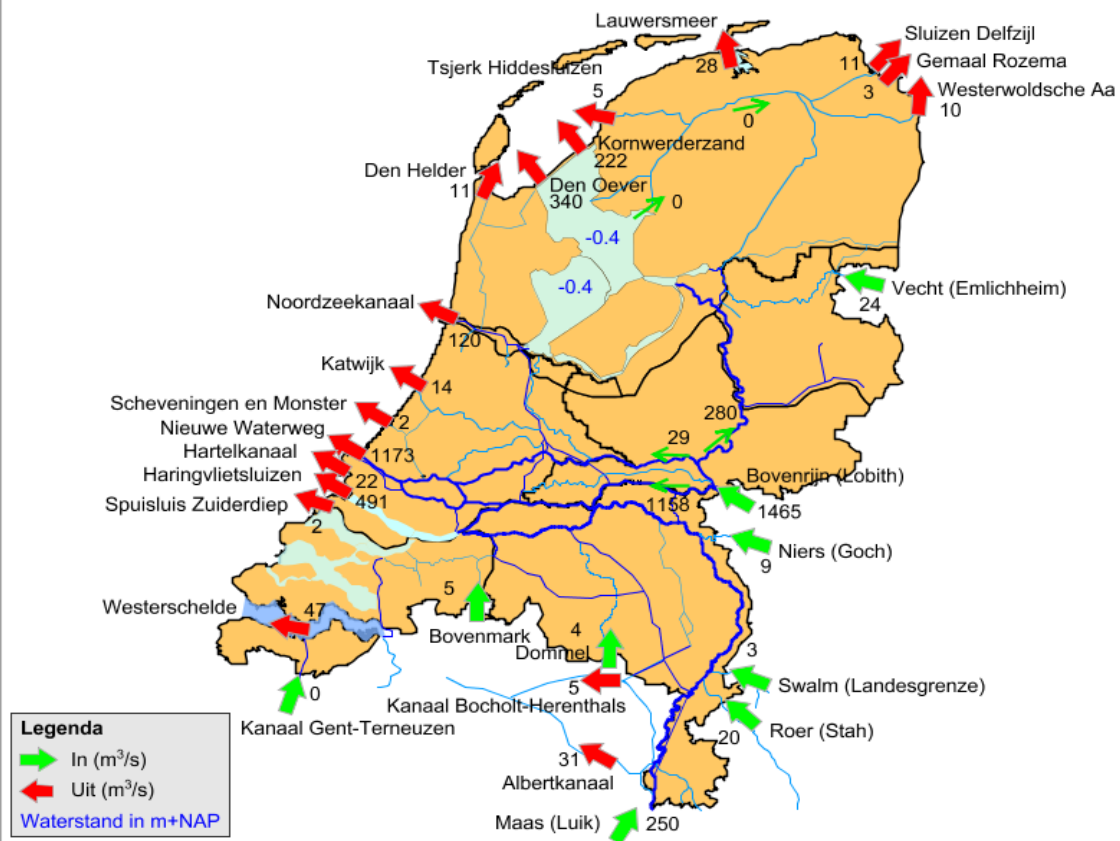 Lauwersmeer
28
Sluizen Delfzijl
11
Gemaal Rozema
3
Westerwoldsche Aa
10
Tsjerk Hiddesluizen
5
0
Kornwerderzand
222
Den Helder
11
Den Oever
340
0
-0.4
-0.4
Vecht (Emlichheim)
24
Noordzeekanaal
120
Katwijk
14
Scheveningen en Monster
2
Nieuwe Waterweg
1173
Hartelkanaal
22
Haringvlietsluizen
491
Spuisluis Zuiderdiep
2
280
29
Bovenrijn (Lobith)
1465
1158
Niers (Goch)
9
Westerschelde
47
5
Bovenmark
4
Dommel
3
Swalm (Landesgrenze)
5
Kanaal Bocholt-Herenthals
Roer (Stah)
20
0
Kanaal Gent-Terneuzen
31
Albertkanaal
Maas (Luik)
250
Legenda
In (m³/s)
Uit (m³/s)
Waterstand in m+NAP